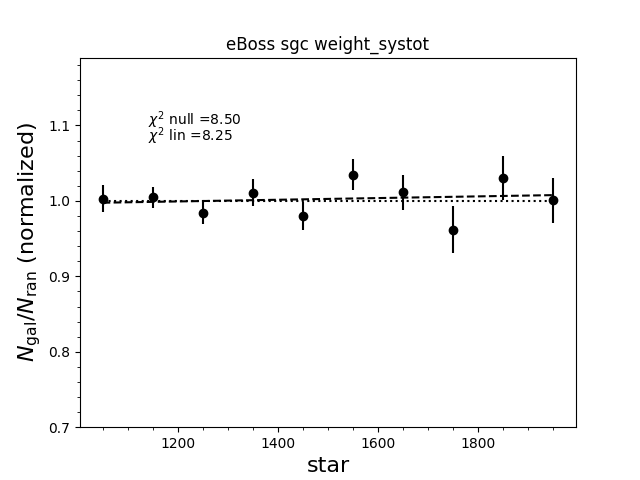 eBoss sgc weight_systot
χ² null =8.50
χ² lin =8.25
N_gal/N_ran (normalized)
1.1
1.0
0.9
0.8
0.7
1200 1400 1600 1800
star